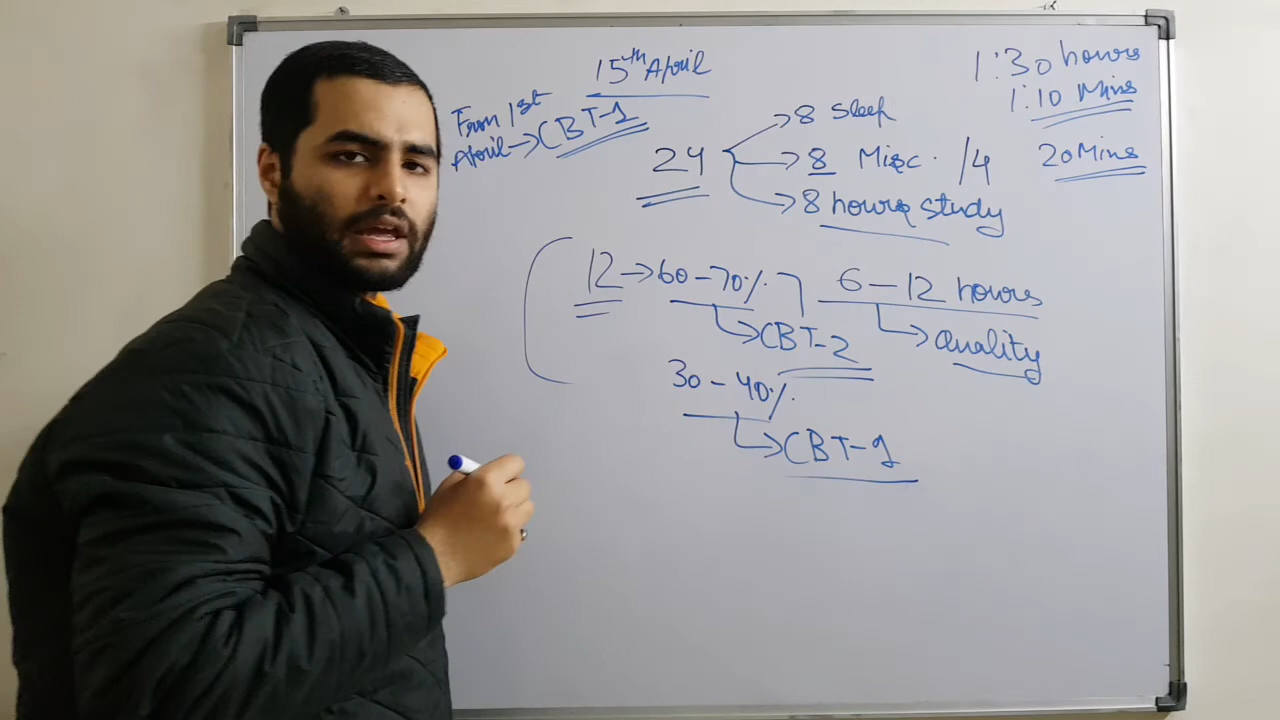 15th April
From 1st
April → CBT-1
24
→ 8 Sleep
→ 8 Misc. /4
→ 8 hours study
1:30 hours
1:10 Mins
20 Mins
12 → 60-70%
→ CBT-2
6-12 hours
→ Quality
30-40%
→ CBT-1